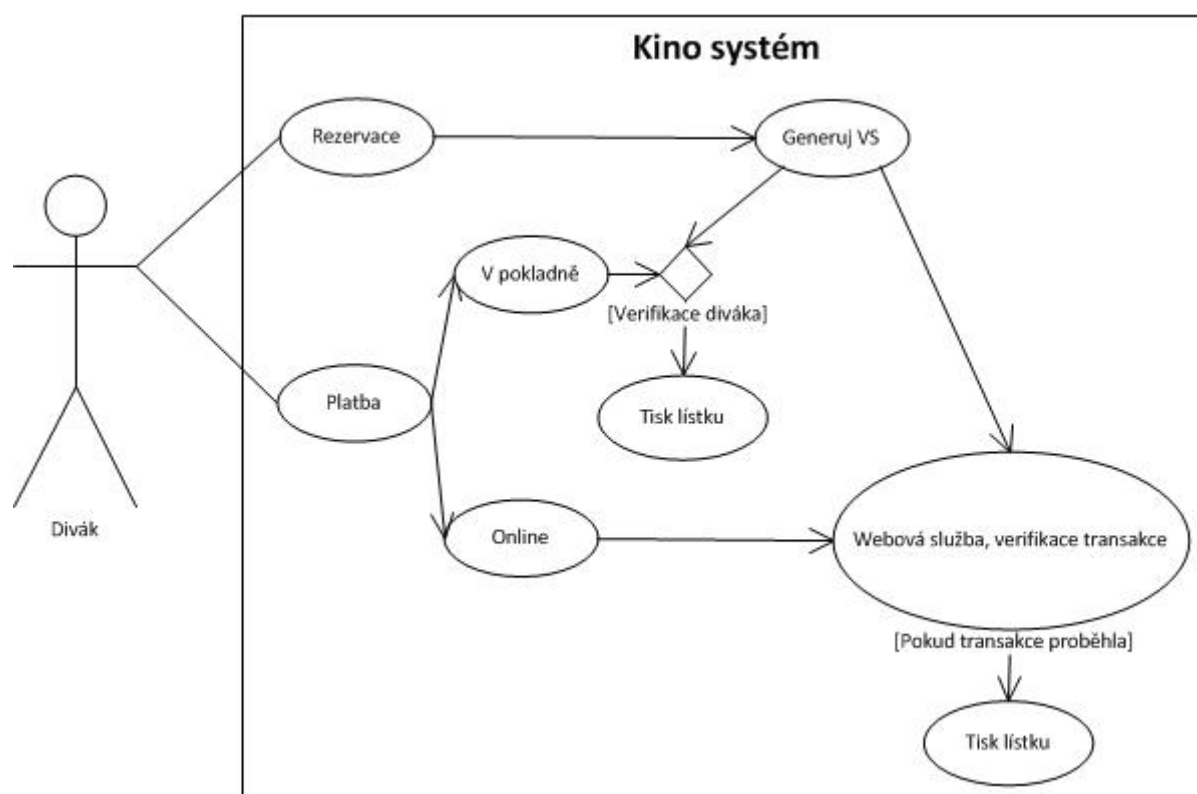 Kino systém
Rezervace
Generuj VS
V pokladně
[Verifikace diváka]
Platba
Tisk lístku
Divák
Online
Webová služba, verifikace transakce
[Pokud transakce proběhla]
Tisk lístku